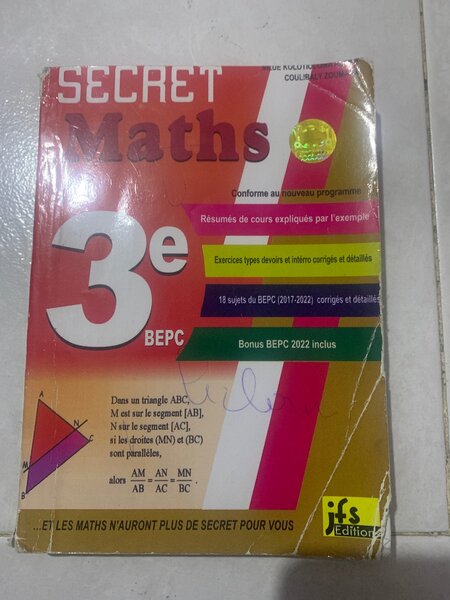 COULIBALY ZOUMA
SECRET
Maths
Conforme au nouveau programme
3e
BEPC
Résumés de cours expliqués par l'exemple
Exercices types devoirs et intérro corrigés et détaillés
18 sujets du BEPC (2017-2022) corrigés et détaillés
Bonus BEPC 2022 inclus
A
N
C
M
B
Dans un triangle ABC,
M est sur le segment [AB],
N sur le segment [AC],
si les droites (MN) et (BC)
sont parallèles,
alors AM/AB = AN/AC = MN/BC .
...ET LES MATHS N'AURONT PLUS DE SECRET POUR VOUS
jfs
Edition